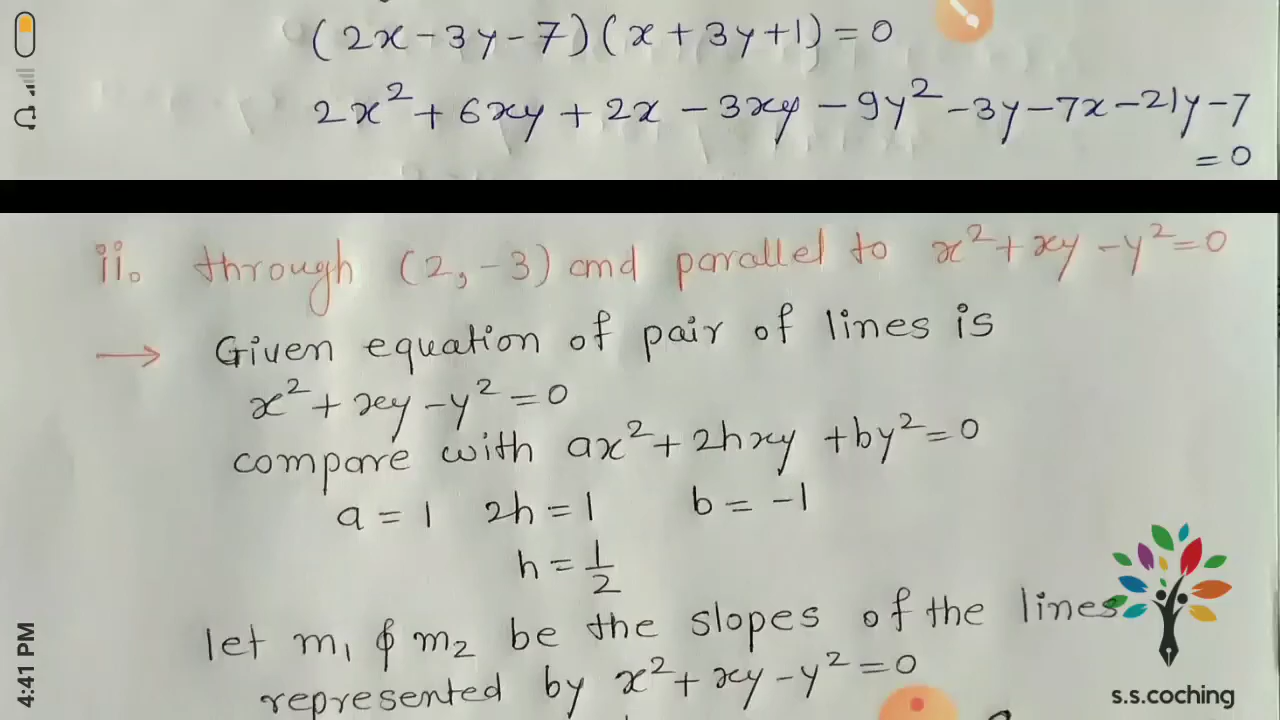 (2x-3y-7)(x+3y+1)=0
2x²+6xy+2x-3xy-9y²-3y-7x-21y-7
=0
ii. through (2,-3) and parallel to x²+xy-y²=0
→ Given equation of pair of lines is
x²+xy-y²=0
compare with ax²+2hxy+by²=0
a=1 2h=1 b=-1
h=1/2
let m₁ & m₂ be the slopes of the lines
represented by x²+xy-y²=0
s.s.coching
4:41 PM